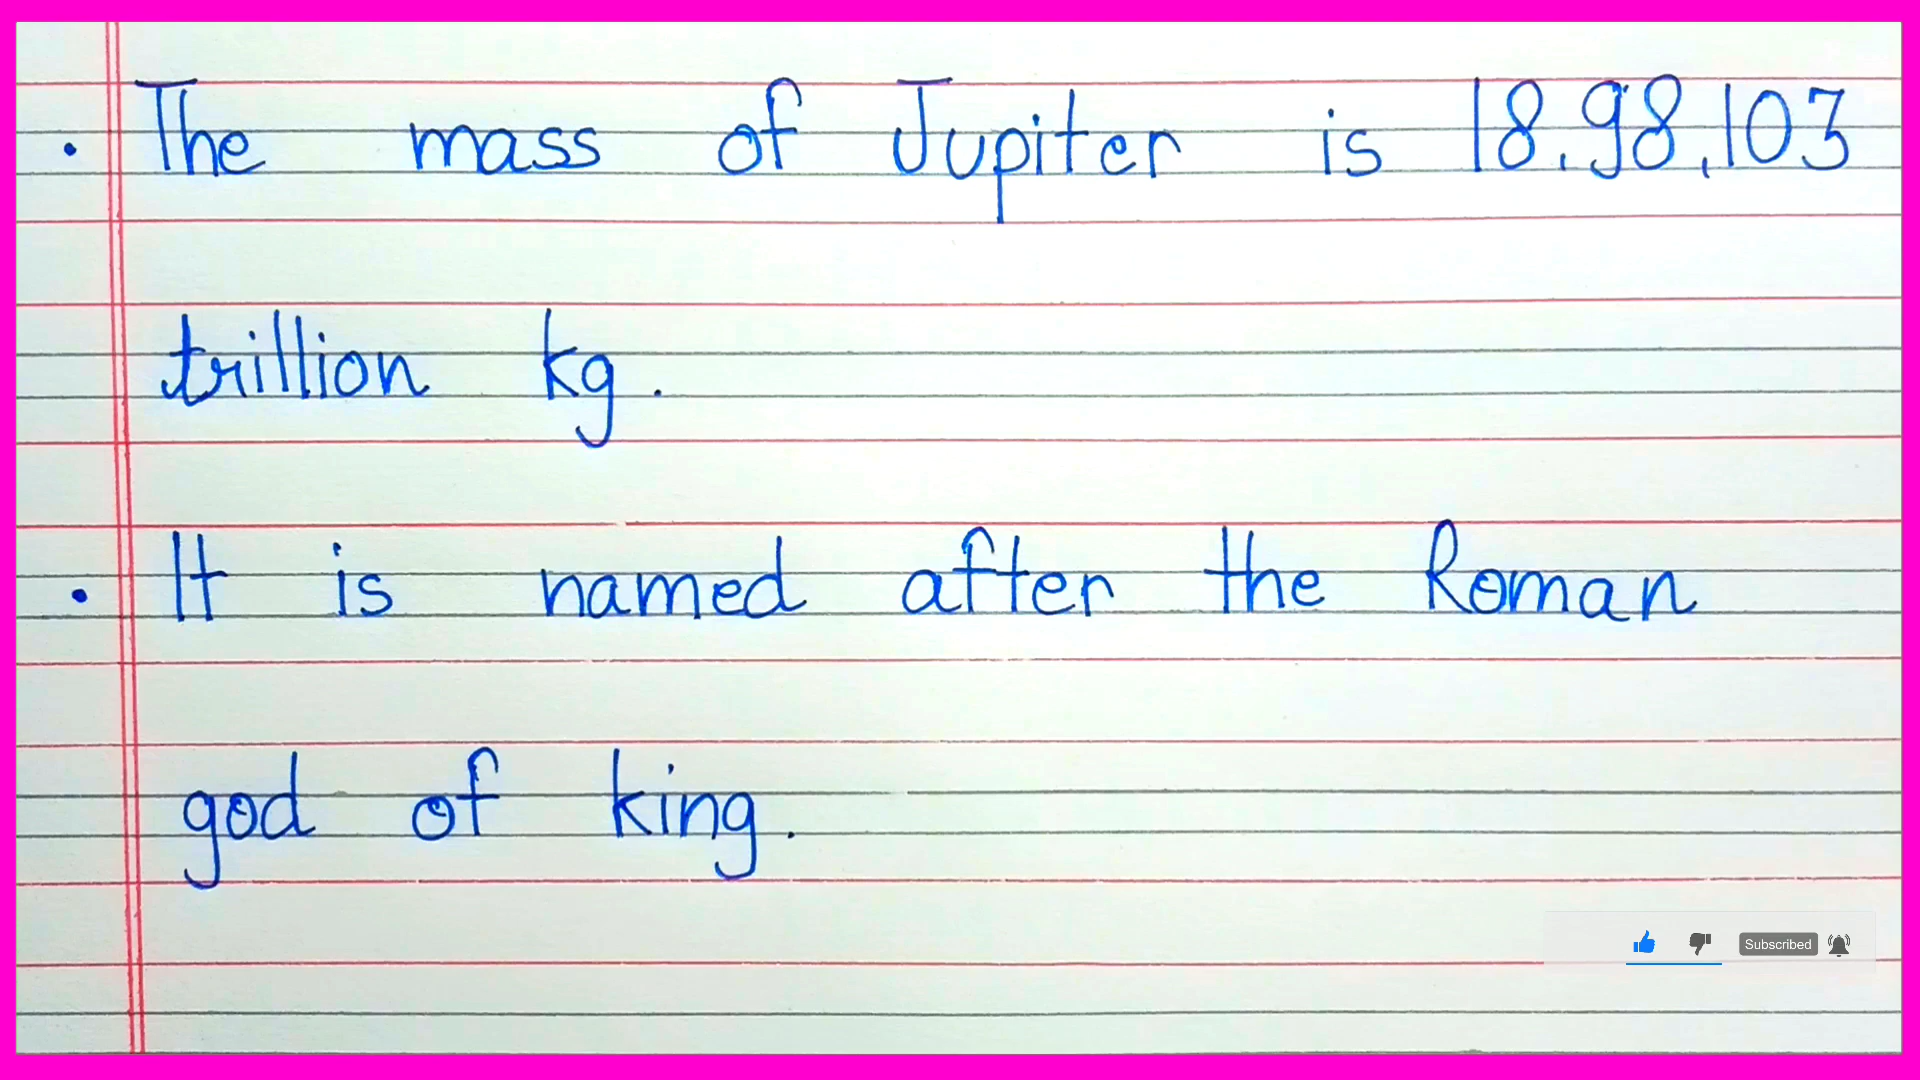 • The mass of Jupiter is 18,98,103
trillion kg.
• It is named after the Roman
god of king.
Subscribed